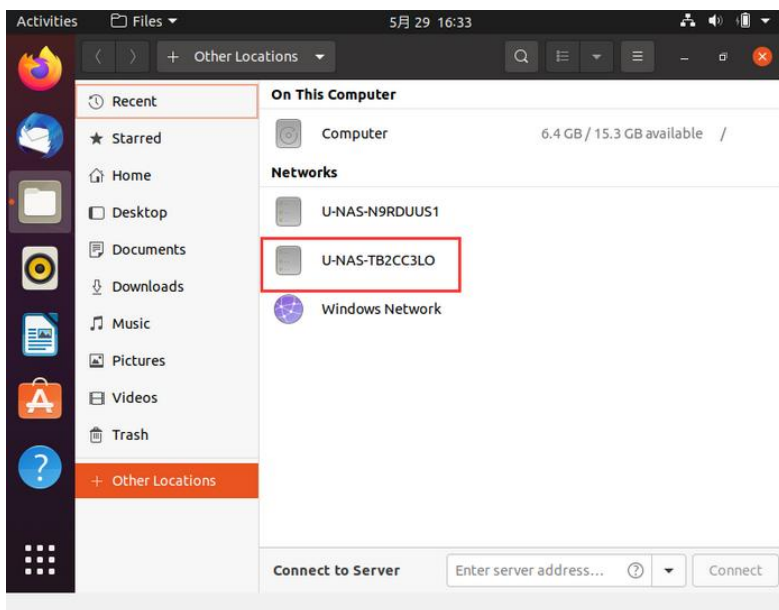 Activities Files 5月 29 16:33
+ Other Locations
Recent
Starred
Home
Desktop
Documents
Downloads
Music
Pictures
Videos
Trash
+ Other Locations
On This Computer
Computer 6.4 GB / 15.3 GB available /
Networks
U-NAS-N9RDUUS1
U-NAS-TB2CC3LO
Windows Network
Connect to Server Enter server address... Connect